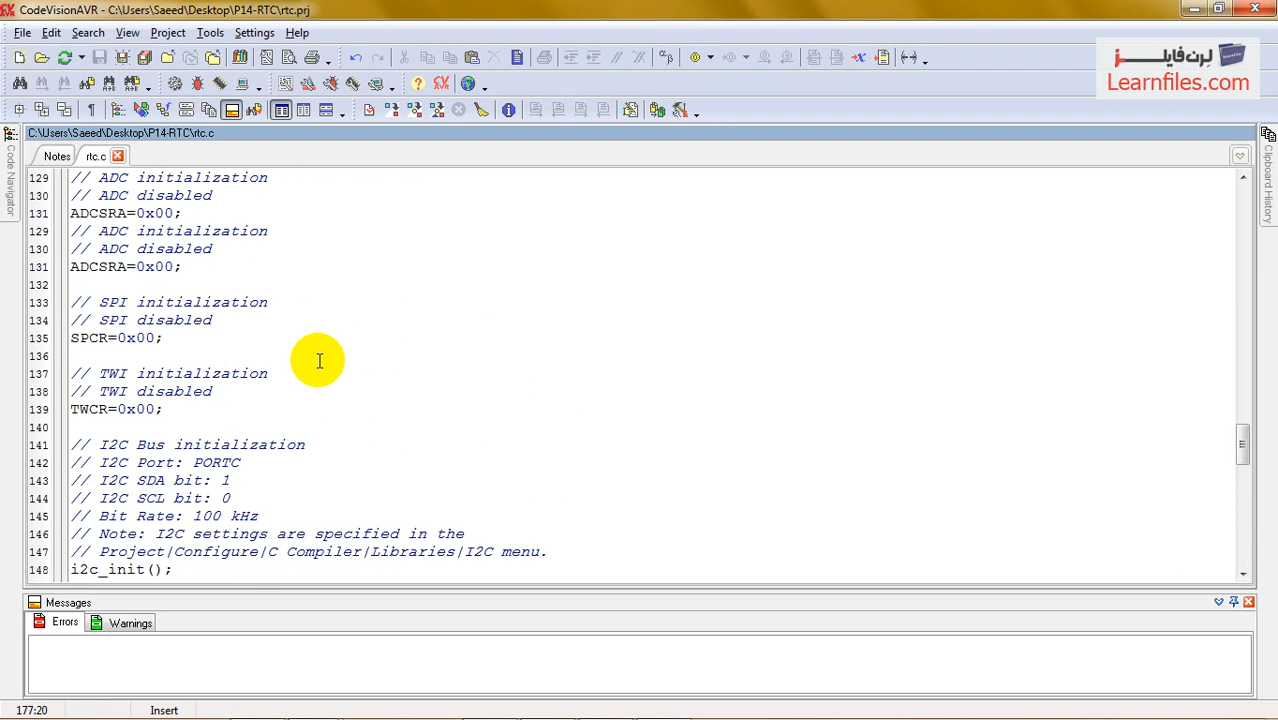 CodeVisionAVR - C:\Users\Saeed\Desktop\P14-RTC\rtc.prj
File Edit Search View Project Tools Settings Help
لرن فایلز
Learnfiles.com
C:\Users\Saeed\Desktop\P14-RTC\rtc.c
Notes rtc.c
Code Navigator
Clipboard History
129 // ADC initialization
130 // ADC disabled
131 ADCSRA=0x00;
129 // ADC initialization
130 // ADC disabled
131 ADCSRA=0x00;
132
133 // SPI initialization
134 // SPI disabled
135 SPCR=0x00;
136
137 // TWI initialization
138 // TWI disabled
139 TWCR=0x00;
140
141 // I2C Bus initialization
142 // I2C Port: PORTC
143 // I2C SDA bit: 1
144 // I2C SCL bit: 0
145 // Bit Rate: 100 kHz
146 // Note: I2C settings are specified in the
147 // Project|Configure|C Compiler|Libraries|I2C menu.
148 i2c_init();
Messages
Errors Warnings
177:20 Insert